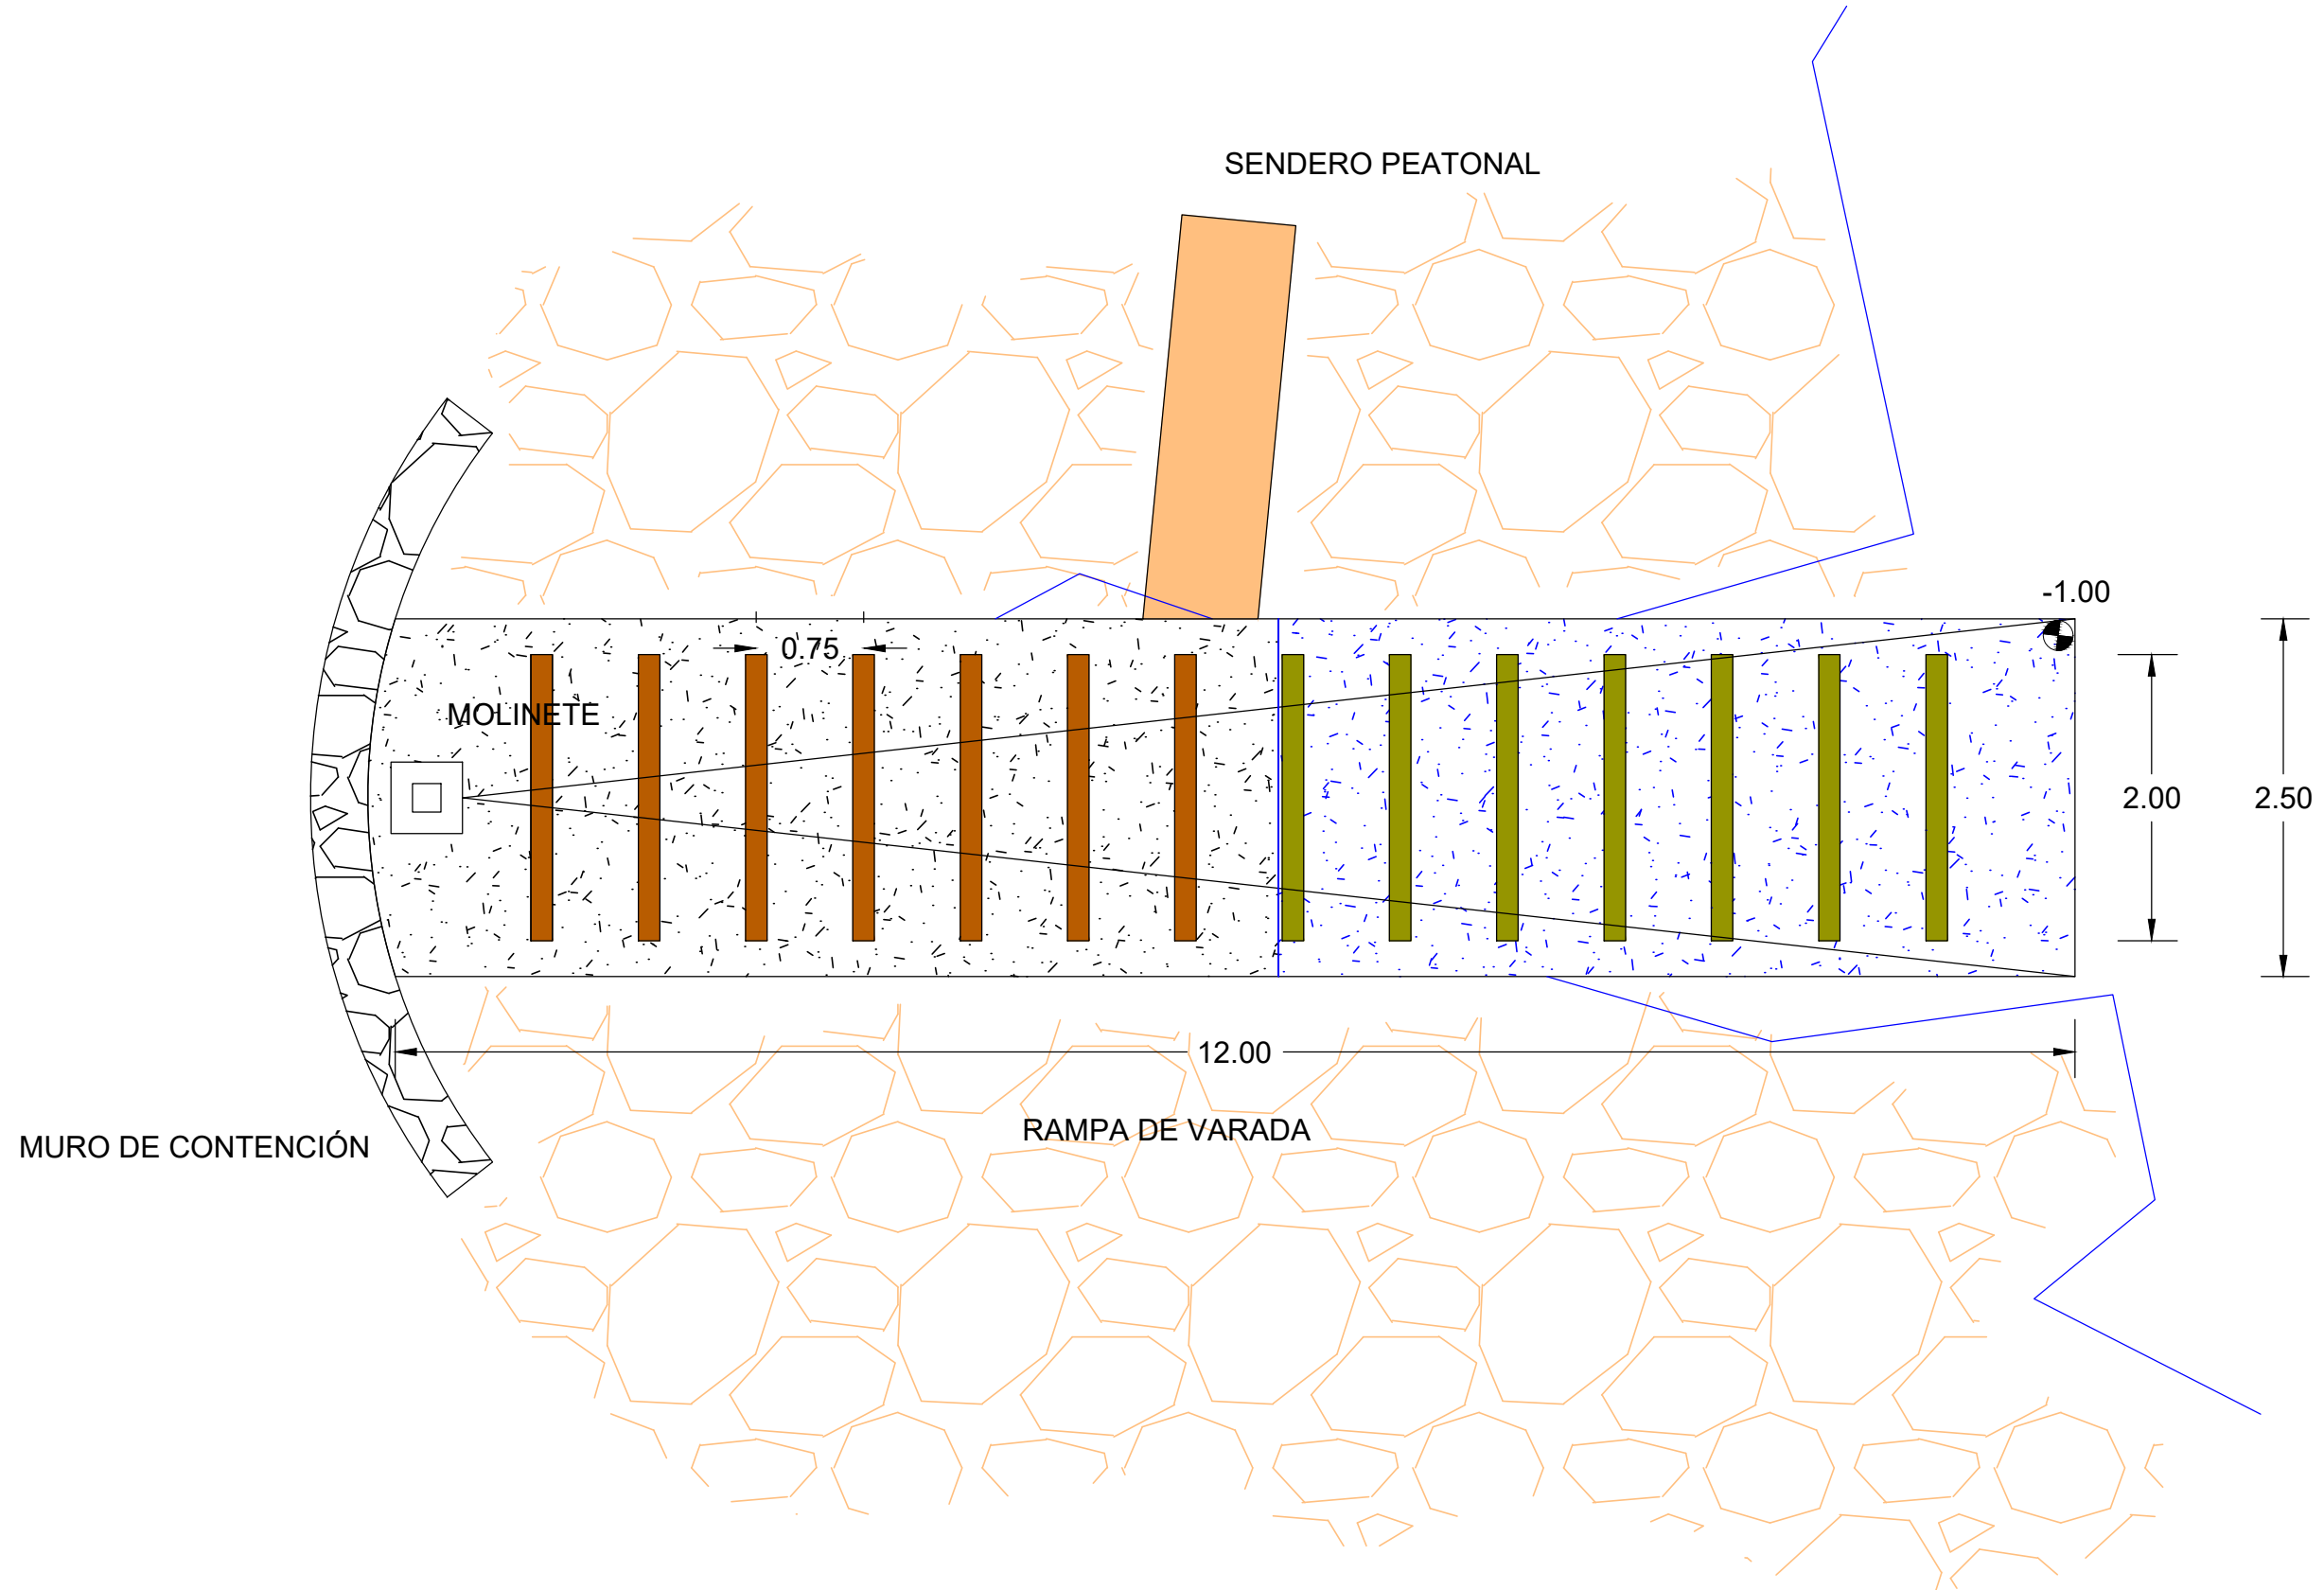 SENDERO PEATONAL
-1.00
0.75
MOLINETE
2.00
2.50
12.00
RAMPA DE VARADA
MURO DE CONTENCIÓN